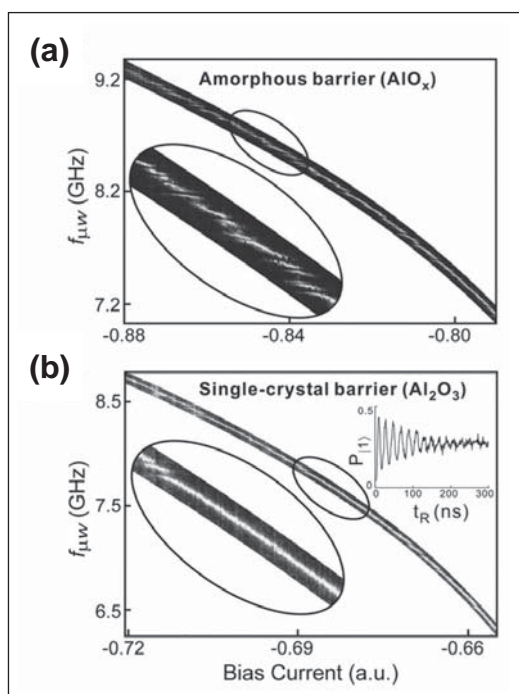 (a)
Amorphous barrier (AlOx)
9.2
8.2
7.2
fμw (GHz)
-0.88
-0.84
-0.80
(b)
Single-crystal barrier (Al2O3)
8.5
7.5
6.5
fμw (GHz)
0.5
0
P|1⟩
0
100
200
300
tR (ns)
-0.72
-0.69
-0.66
Bias Current (a.u.)